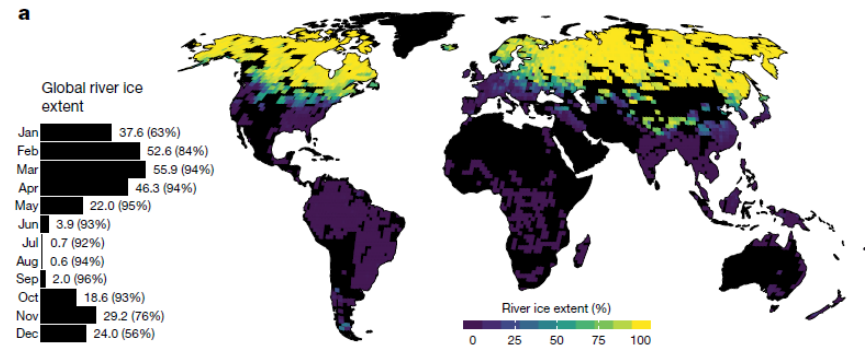 a
Global river ice
extent
Jan 37.6 (63%)
Feb 52.6 (84%)
Mar 55.9 (94%)
Apr 46.3 (94%)
May 22.0 (95%)
Jun 3.9 (93%)
Jul 0.7 (92%)
Aug 0.6 (94%)
Sep 2.0 (96%)
Oct 18.6 (93%)
Nov 29.2 (76%)
Dec 24.0 (56%)
River ice extent (%)
0 25 50 75 100